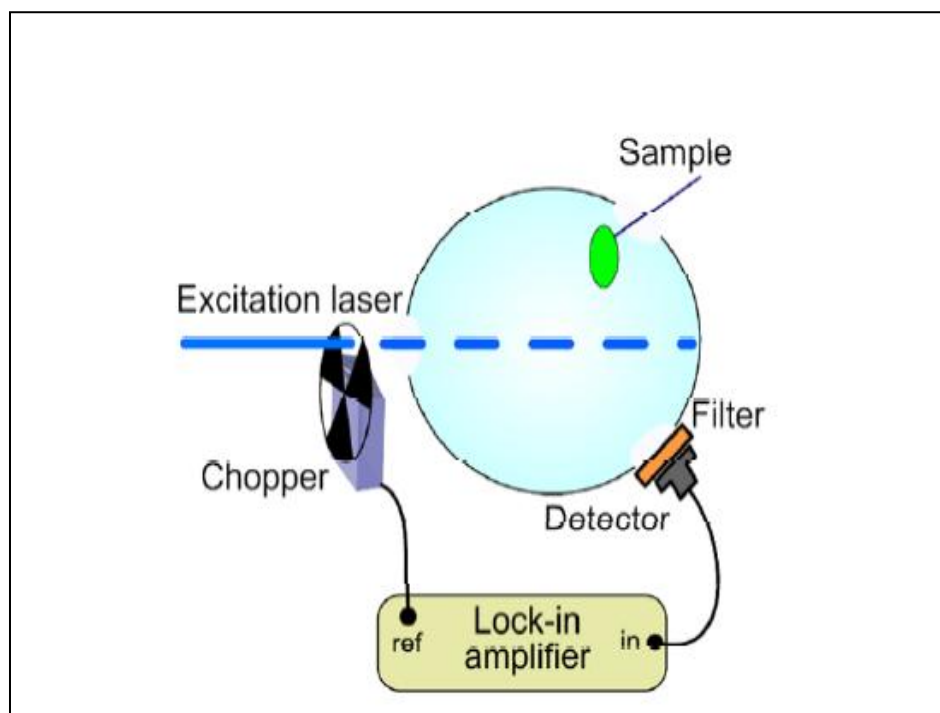 Sample
Excitation laser
Filter
Chopper
Detector
Lock-in
ref
in
amplifier